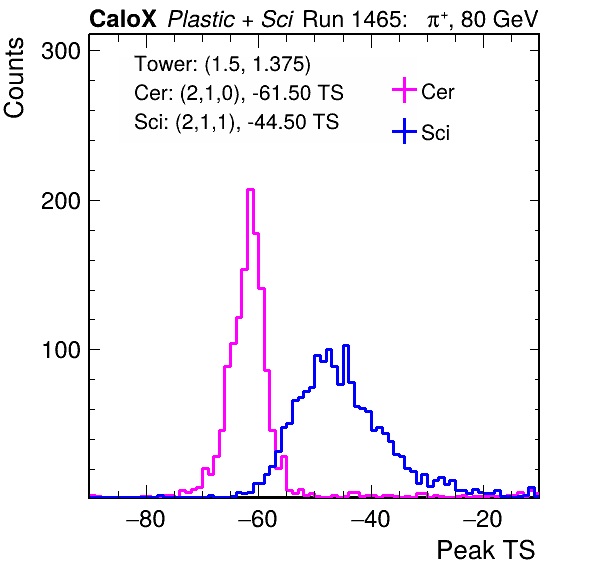 CaloX Plastic + Sci Run 1465: π⁺, 80 GeV
Counts
300
200
100
Tower: (1.5, 1.375)
Cer: (2,1,0), -61.50 TS
Sci: (2,1,1), -44.50 TS
Cer
Sci
−80 −60 −40 −20
Peak TS